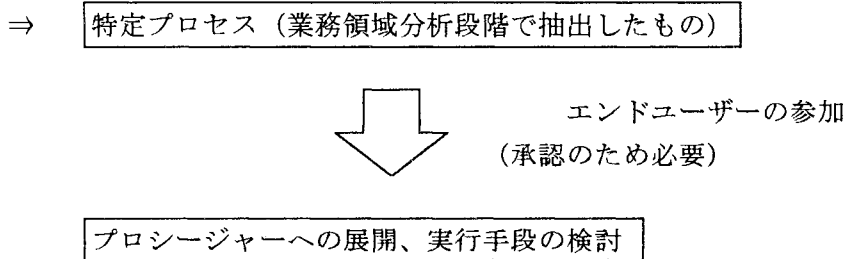 ⇒ 特定プロセス（業務領域分析段階で抽出したもの）
エンドユーザーの参加
（承認のため必要）
プロシージャーへの展開、実行手段の検討